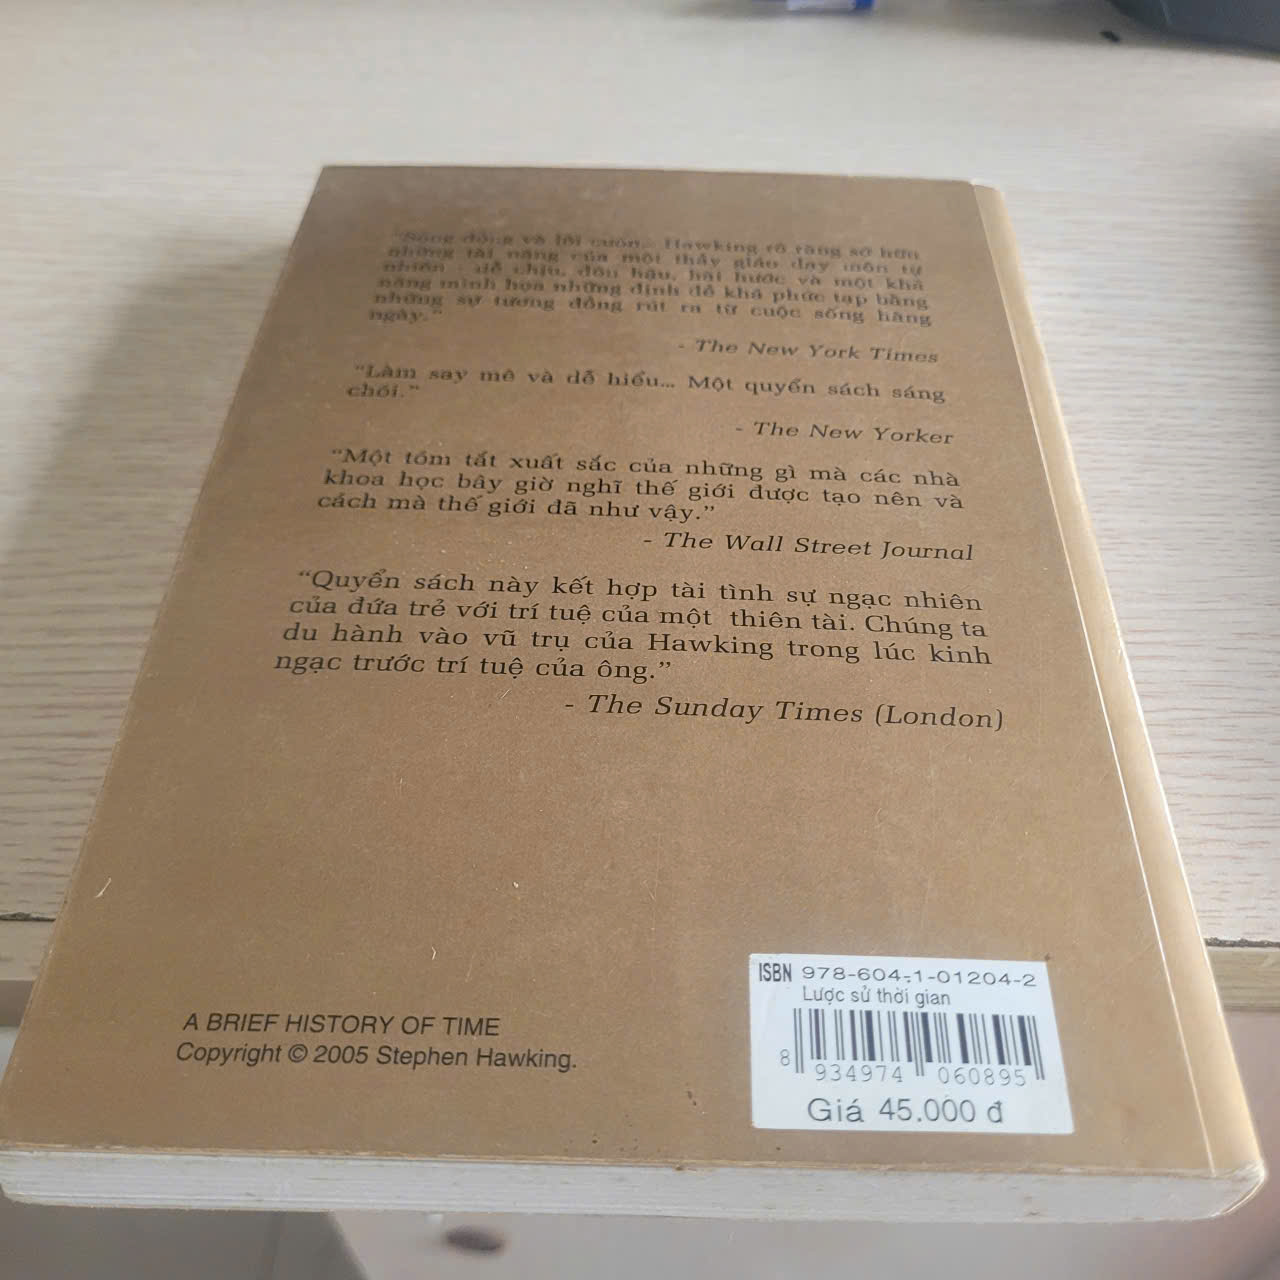 “Sống động và lôi cuốn.. Hawking rõ ràng sở hữu
những tài năng của một thầy giáo dạy môn tự
nhiên - dễ chịu, đôn hậu, hài hước và một khả
năng minh họa những định đề khá phức tạp bằng
những sự tương đồng rút ra từ cuộc sống hàng
ngày.”
- The New York Times
“Làm say mê và dễ hiểu... Một quyển sách sáng
chói.”
- The New Yorker
“Một tóm tắt xuất sắc của những gì mà các nhà
khoa học bây giờ nghĩ thế giới được tạo nên và
cách mà thế giới đã như vậy.”
- The Wall Street Journal
“Quyển sách này kết hợp tài tình sự ngạc nhiên
của đứa trẻ với trí tuệ của một thiên tài. Chúng ta
du hành vào vũ trụ của Hawking trong lúc kinh
ngạc trước trí tuệ của ông.”
- The Sunday Times (London)
A BRIEF HISTORY OF TIME
Copyright © 2005 Stephen Hawking.
ISBN 978-604-1-01204-2
Lược sử thời gian
8 934974 060895
Giá 45.000 đ